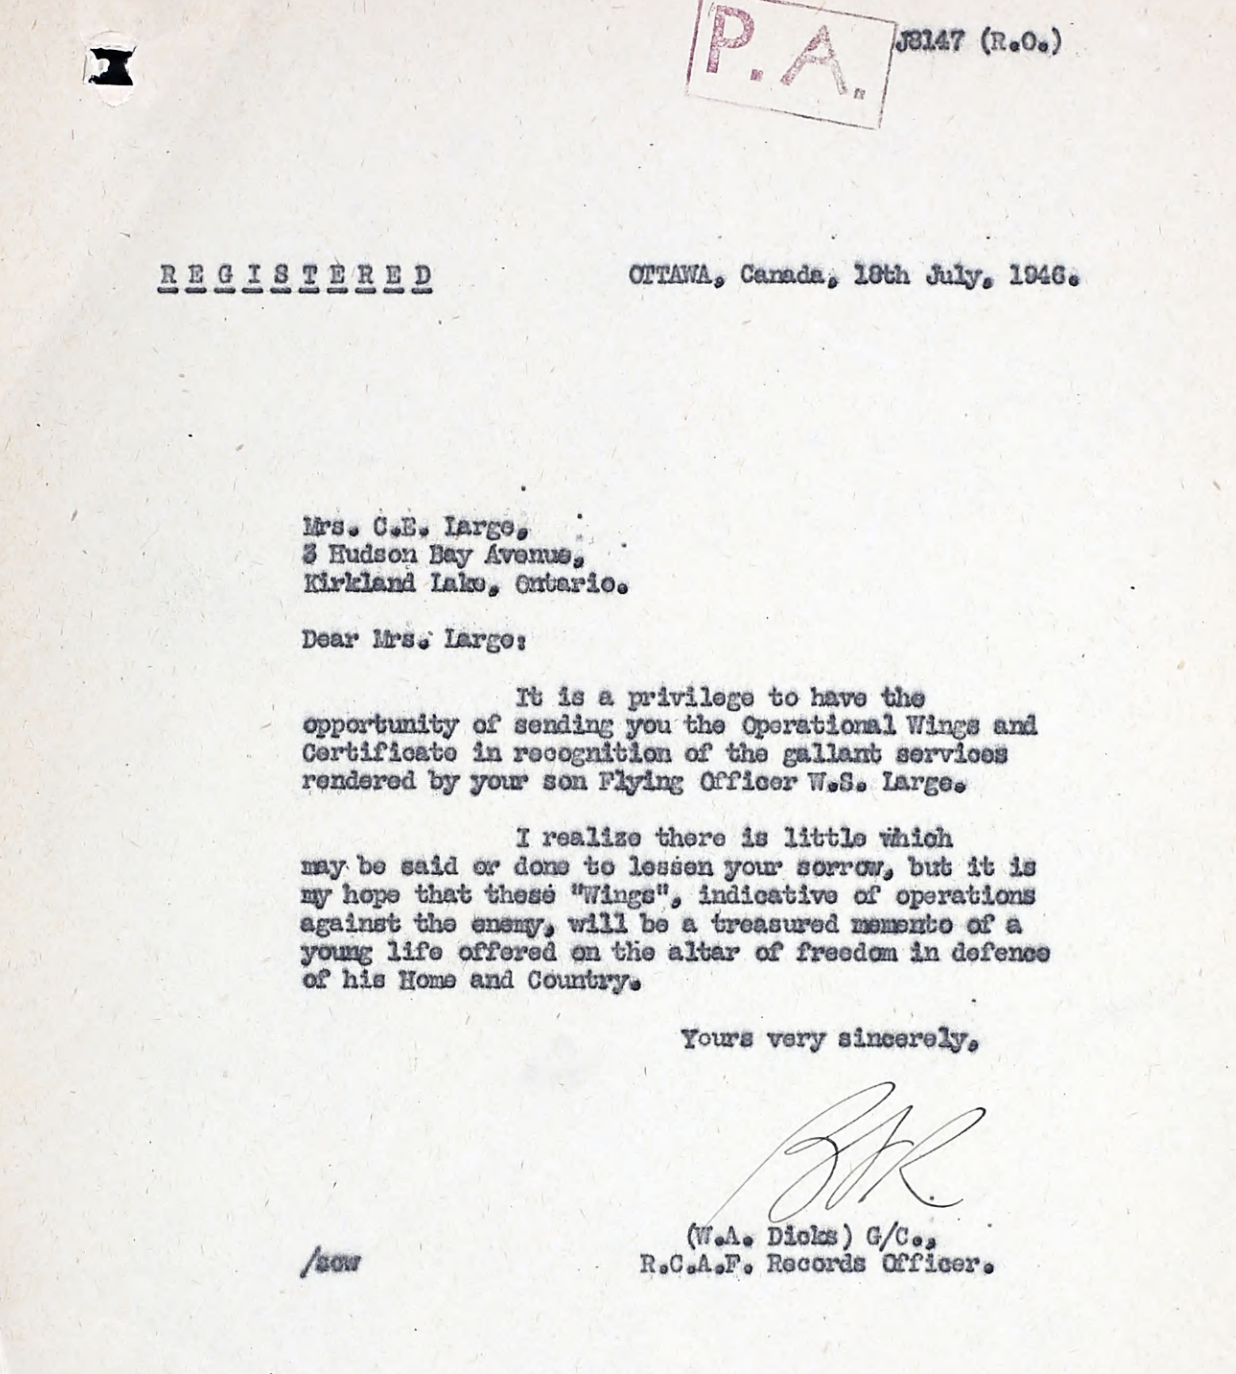 P.A.
J8147 (R.O.)
REGISTERED
OTTAWA, Canada, 18th July, 1946.
Mrs. C.E. Large,
3 Hudson Bay Avenue,
Kirkland Lake, Ontario.
Dear Mrs. Large:
It is a privilege to have the
opportunity of sending you the Operational Wings and
Certificate in recognition of the gallant services
rendered by your son Flying Officer W.S. Large.
I realize there is little which
may be said or done to lessen your sorrow, but it is
my hope that these "Wings", indicative of operations
against the enemy, will be a treasured memento of a
young life offered on the altar of freedom in defence
of his Home and Country.
Yours very sincerely,
(W.A. Dicks) G/C.,
R.C.A.F. Records Officer.